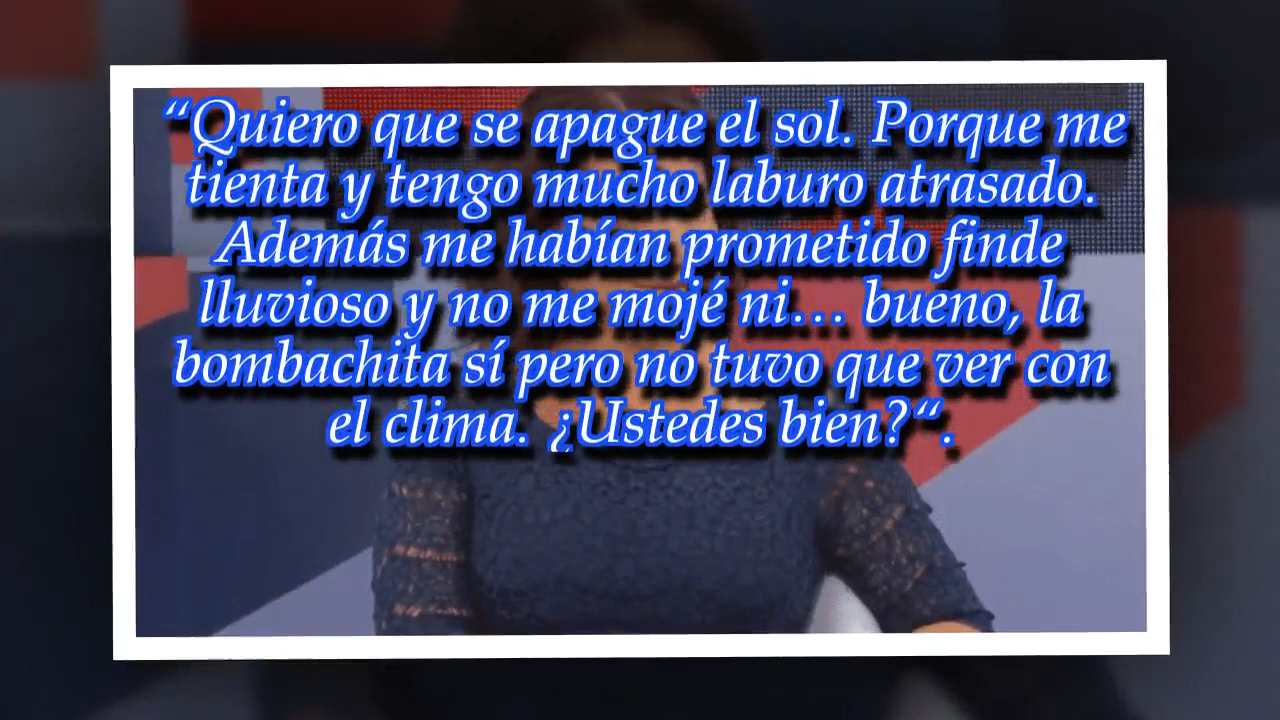 “Quiero que se apague el sol. Porque me
tienta y tengo mucho laburo atrasado.
Además me habían prometido finde
lluvioso y no me mojé ni... bueno, la
bombachita sí pero no tuvo que ver con
el clima. ¿Ustedes bien?“.